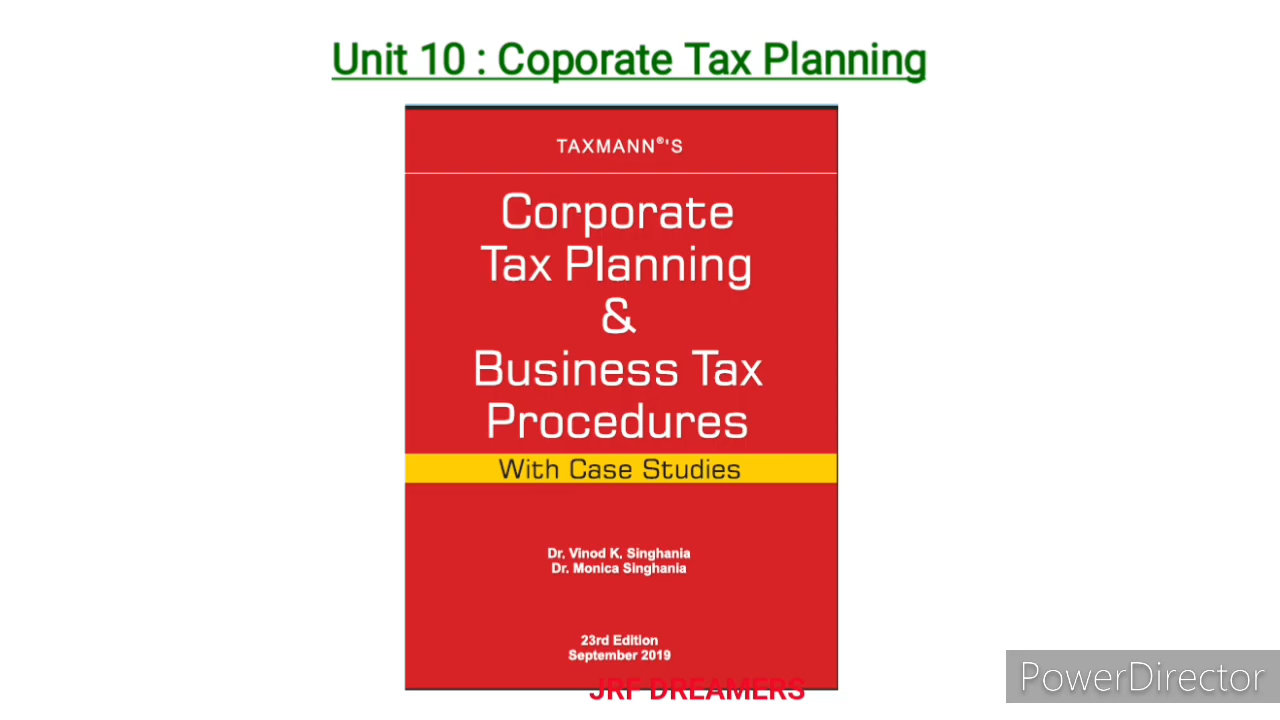 Unit 10 : Coporate Tax Planning
TAXMANN®'S
Corporate
Tax Planning
&
Business Tax
Procedures
With Case Studies
Dr. Vinod K. Singhania
Dr. Monica Singhania
23rd Edition
September 2019
JRF DREAMERS
PowerDirector